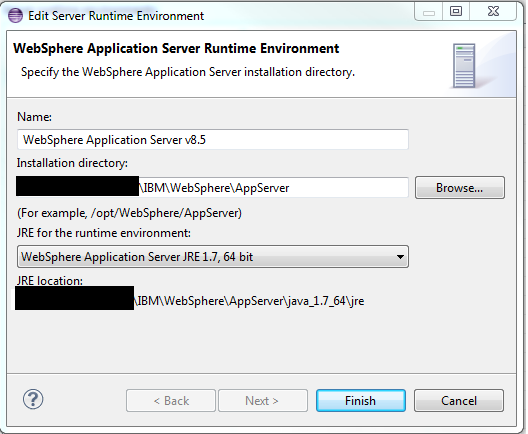 Edit Server Runtime Environment
WebSphere Application Server Runtime Environment
Specify the WebSphere Application Server installation directory.
Name:
WebSphere Application Server v8.5
Installation directory:
\IBM\WebSphere\AppServer
Browse...
(For example, /opt/WebSphere/AppServer)
JRE for the runtime environment:
WebSphere Application Server JRE 1.7, 64 bit
JRE location:
\IBM\WebSphere\AppServer\java_1.7_64\jre
?
< Back
Next >
Finish
Cancel